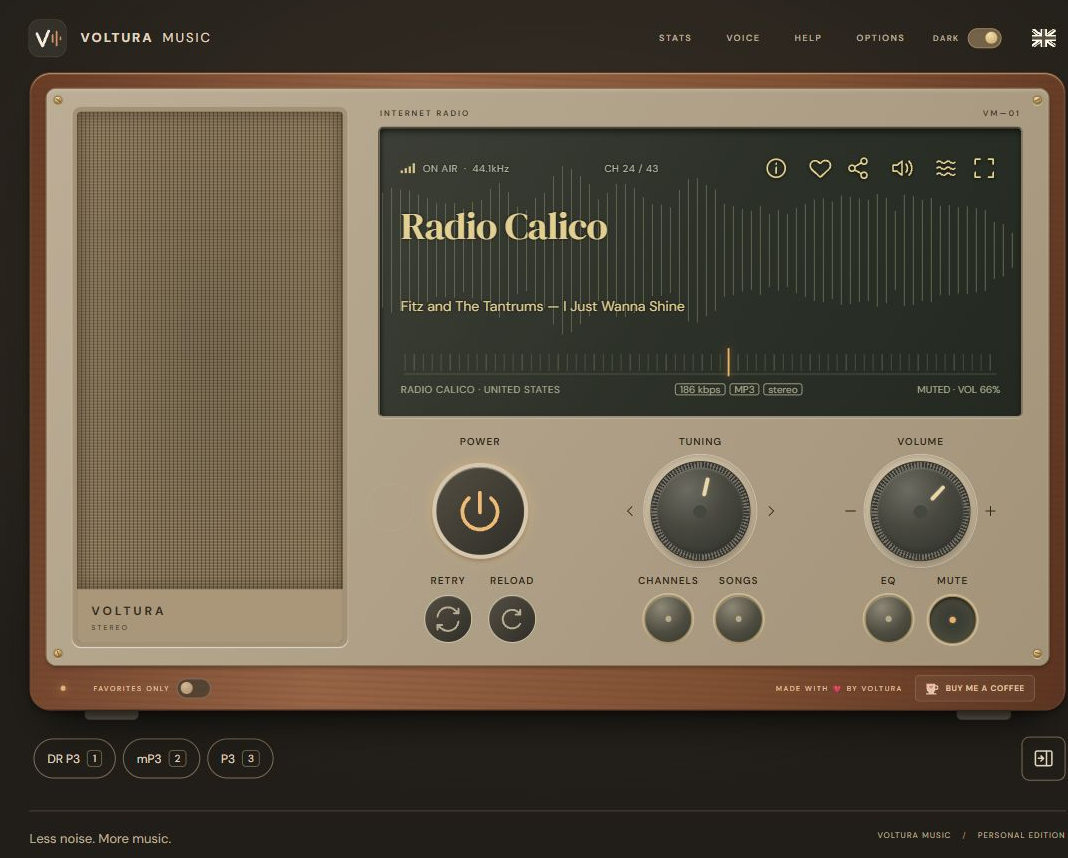 VOLTURA MUSIC
STATS VOICE HELP OPTIONS DARK
INTERNET RADIO VM—01
ON AIR · 44.1kHz CH 24 / 43
Radio Calico
Fitz and The Tantrums — I Just Wanna Shine
RADIO CALICO · UNITED STATES 186 kbps MP3 stereo MUTED · VOL 66%
POWER TUNING VOLUME
RETRY RELOAD CHANNELS SONGS EQ MUTE
VOLTURA
STEREO
FAVORITES ONLY MADE WITH ♥ BY VOLTURA BUY ME A COFFEE
DR P3 1 mP3 2 P3 3
Less noise. More music. VOLTURA MUSIC / PERSONAL EDITION